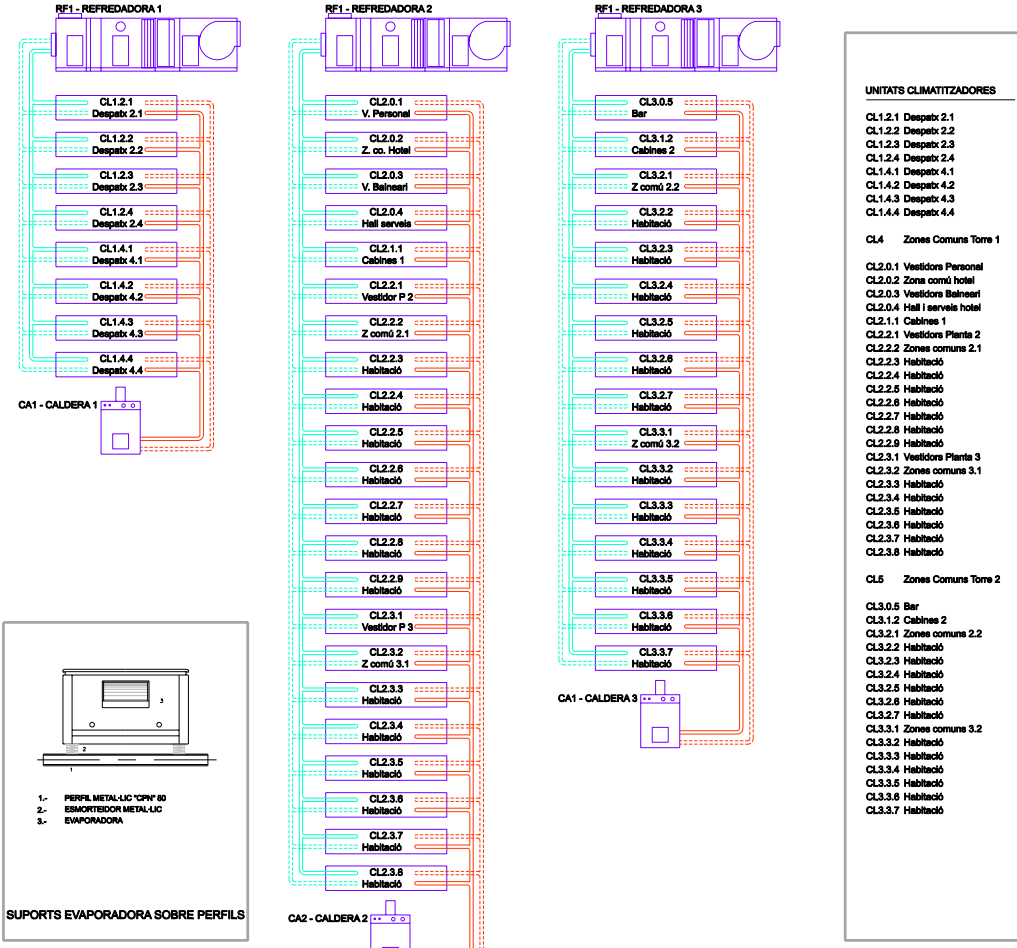 RF1 - REFREDADORA 1
CL1.2.1
Despatx 2.1
CL1.2.2
Despatx 2.2
CL1.2.3
Despatx 2.3
CL1.2.4
Despatx 2.4
CL1.4.1
Despatx 4.1
CL1.4.2
Despatx 4.2
CL1.4.3
Despatx 4.3
CL1.4.4
Despatx 4.4
CA1 - CALDERA 1
RF1 - REFREDADORA 2
CL2.0.1
V. Personal
CL2.0.2
Z. co. Hotel
CL2.0.3
V. Balneari
CL2.0.4
Hall serveis
CL2.1.1
Cabines 1
CL2.2.1
Vestidor P 2
CL2.2.2
Z comú 2.1
CL2.2.3
Habitació
CL2.2.4
Habitació
CL2.2.5
Habitació
CL2.2.6
Habitació
CL2.2.7
Habitació
CL2.2.8
Habitació
CL2.2.9
Habitació
CL2.3.1
Vestidor P 3
CL2.3.2
Z comú 3.1
CL2.3.3
Habitació
CL2.3.4
Habitació
CL2.3.5
Habitació
CL2.3.6
Habitació
CL2.3.7
Habitació
CL2.3.8
Habitació
CA2 - CALDERA 2
RF1 - REFREDADORA 3
CL3.0.5
Bar
CL3.1.2
Cabines 2
CL3.2.1
Z comú 2.2
CL3.2.2
Habitació
CL3.2.3
Habitació
CL3.2.4
Habitació
CL3.2.5
Habitació
CL3.2.6
Habitació
CL3.2.7
Habitació
CL3.3.1
Z comú 3.2
CL3.3.2
Habitació
CL3.3.3
Habitació
CL3.3.4
Habitació
CL3.3.5
Habitació
CL3.3.6
Habitació
CL3.3.7
Habitació
CA1 - CALDERA 3
UNITATS CLIMATITZADORES
CL1.2.1 Despatx 2.1
CL1.2.2 Despatx 2.2
CL1.2.3 Despatx 2.3
CL1.2.4 Despatx 2.4
CL1.4.1 Despatx 4.1
CL1.4.2 Despatx 4.2
CL1.4.3 Despatx 4.3
CL1.4.4 Despatx 4.4
CL4 Zones Comuns Torre 1
CL2.0.1 Vestidors Personal
CL2.0.2 Zona comú hotel
CL2.0.3 Vestidors Balneari
CL2.0.4 Hall i serveis hotel
CL2.1.1 Cabines 1
CL2.2.1 Vestidors Planta 2
CL2.2.2 Zones comuns 2.1
CL2.2.3 Habitació
CL2.2.4 Habitació
CL2.2.5 Habitació
CL2.2.6 Habitació
CL2.2.7 Habitació
CL2.2.8 Habitació
CL2.2.9 Habitació
CL2.3.1 Vestidors Planta 3
CL2.3.2 Zones comuns 3.1
CL2.3.3 Habitació
CL2.3.4 Habitació
CL2.3.5 Habitació
CL2.3.6 Habitació
CL2.3.7 Habitació
CL2.3.8 Habitació
CL5 Zones Comuns Torre 2
CL3.0.5 Bar
CL3.1.2 Cabines 2
CL3.2.1 Zones comuns 2.2
CL3.2.2 Habitació
CL3.2.3 Habitació
CL3.2.4 Habitació
CL3.2.5 Habitació
CL3.2.6 Habitació
CL3.2.7 Habitació
CL3.3.1 Zones comuns 3.2
CL3.3.2 Habitació
CL3.3.3 Habitació
CL3.3.4 Habitació
CL3.3.5 Habitació
CL3.3.6 Habitació
CL3.3.7 Habitació
3
2
1
1.- PERFIL METAL·LIC "CPN" 80
2.- ESMORTEIDOR METAL·LIC
3.- EVAPORADORA
SUPORTS EVAPORADORA SOBRE PERFILS